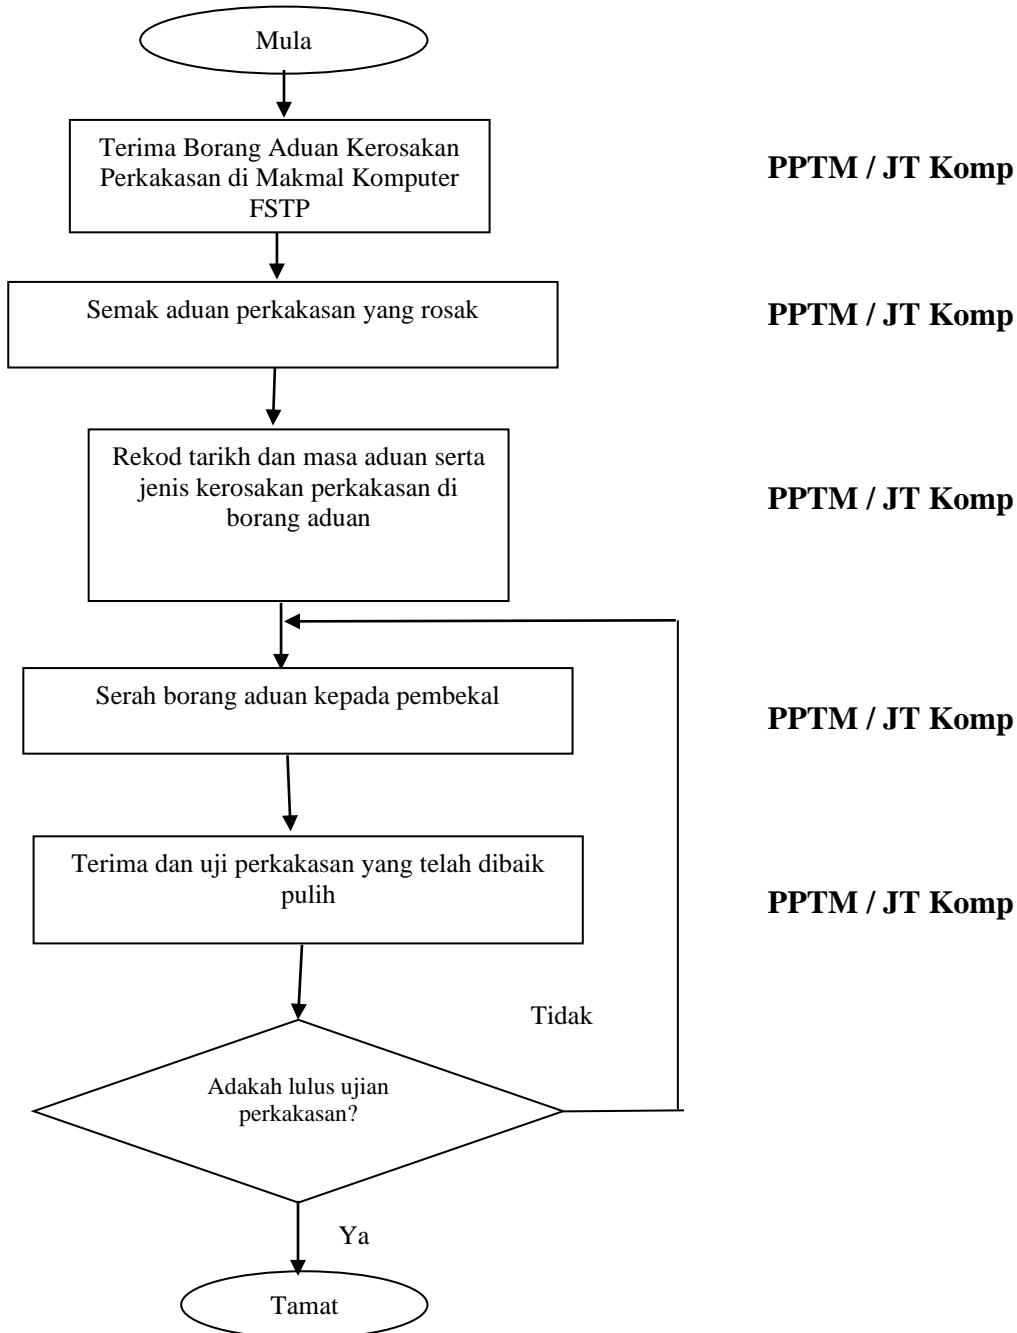 Mula
Terima Borang Aduan Kerosakan
Perkakasan di Makmal Komputer
FSTP
PPTM / JT Komp
Semak aduan perkakasan yang rosak
PPTM / JT Komp
Rekod tarikh dan masa aduan serta
jenis kerosakan perkakasan di
borang aduan
PPTM / JT Komp
Serah borang aduan kepada pembekal
PPTM / JT Komp
Terima dan uji perkakasan yang telah dibaik
pulih
PPTM / JT Komp
Tidak
Adakah lulus ujian
perkakasan?
Ya
Tamat